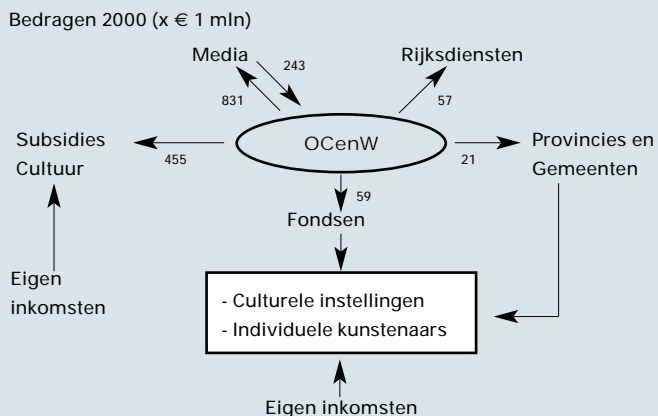 Bedragen 2000 (x € 1 mln)
Media
243
Rijksdiensten
831
57
Subsidies
Cultuur
455
OCenW
21
Provincies en
Gemeenten
59
Fondsen
Eigen
inkomsten
- Culturele instellingen
- Individuele kunstenaars
Eigen inkomsten